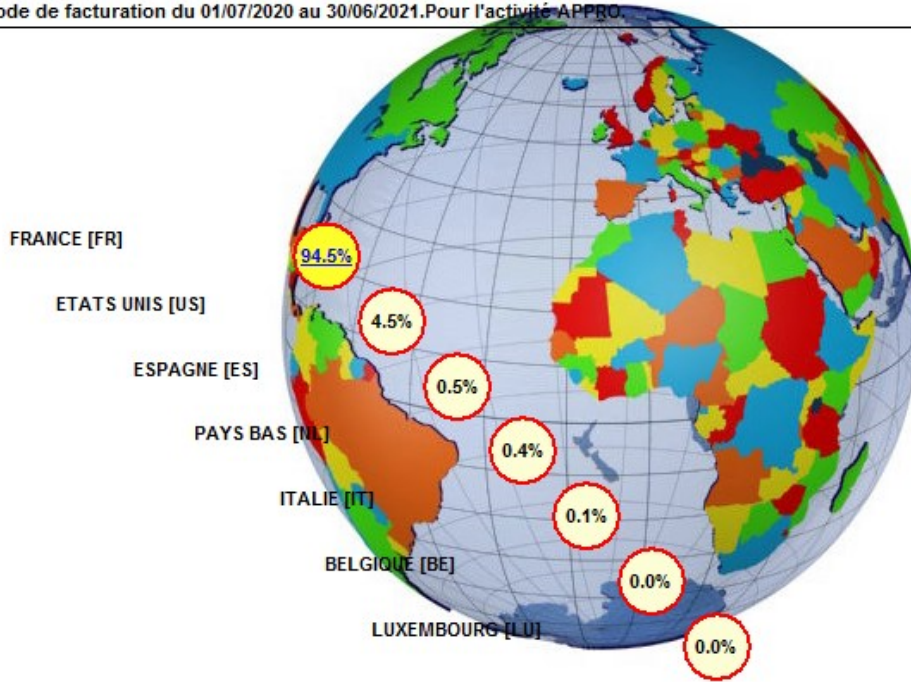 ode de facturation du 01/07/2020 au 30/06/2021.Pour l'activité APPRO.
FRANCE [FR]
94.5%
ETATS UNIS [US]
4.5%
ESPAGNE [ES]
0.5%
PAYS BAS [NL]
0.4%
ITALIE [IT]
0.1%
BELGIQUE [BE]
0.0%
LUXEMBOURG [LU]
0.0%